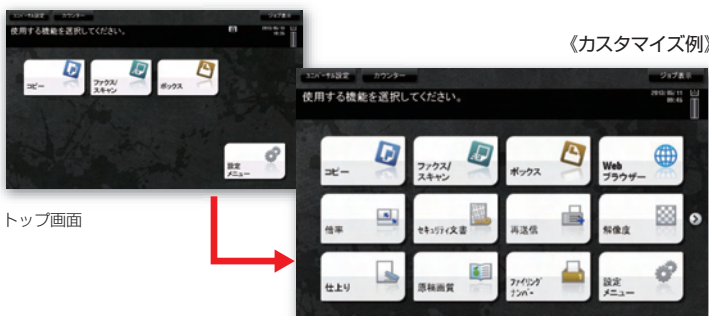 ユニバーサル設定 カウンター ジョブ表示
使用する機能を選択してください。
コピー
ファクス/
スキャン
ボックス
設定
メニュー
トップ画面
《カスタマイズ例》
ユニバーサル設定 カウンター ジョブ表示
使用する機能を選択してください。
コピー
ファクス/
スキャン
ボックス
Web
ブラウザー
倍率
セキュリティ文書
再送信
解像度
仕上り
原稿画質
ファイリング
ナンバー
設定
メニュー